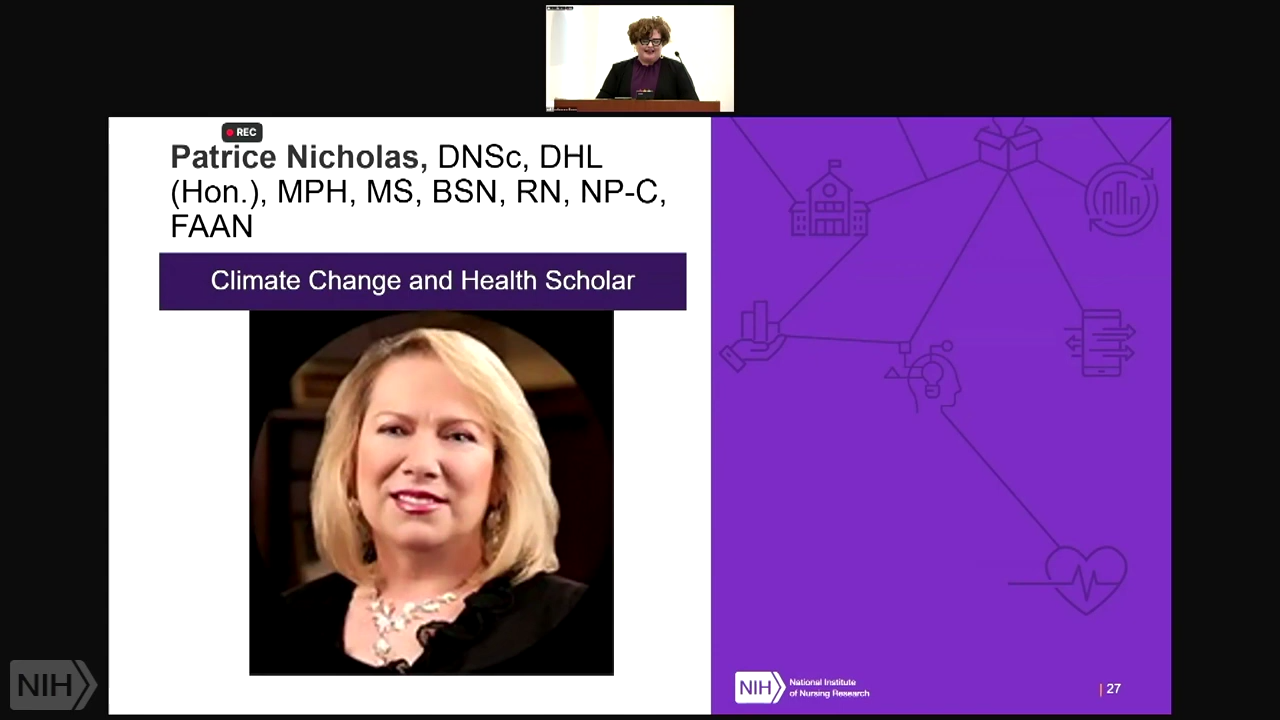 REC
Patrice Nicholas, DNSc, DHL
(Hon.), MPH, MS, BSN, RN, NP-C,
FAAN
Climate Change and Health Scholar
NIH
NIH
National Institute
of Nursing Research
| 27